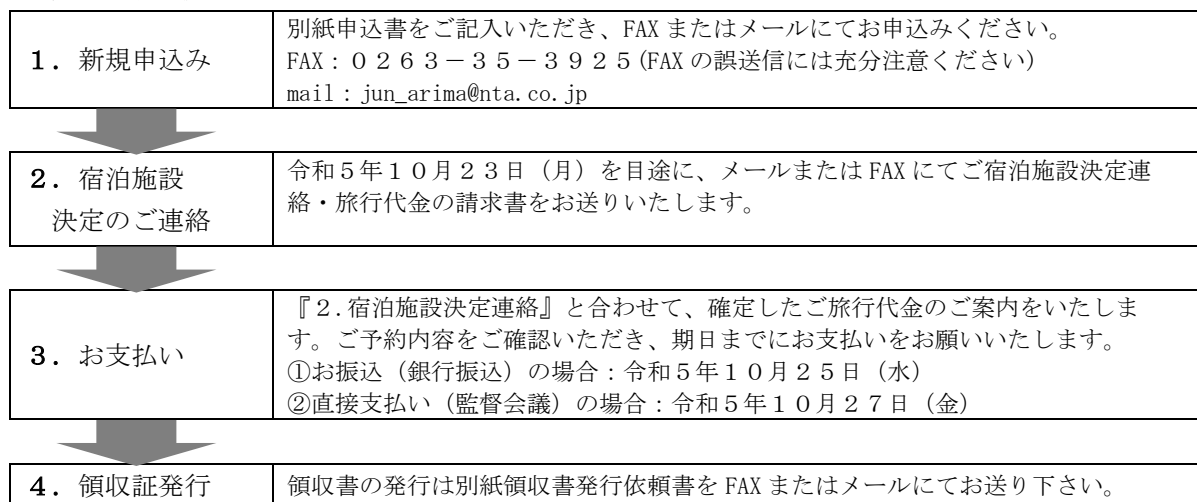 1．新規申込み
別紙申込書をご記入いただき、FAX またはメールにてお申込みください。
FAX：０２６３－３５－３９２５(FAX の誤送信には充分注意ください)
mail：jun_arima@nta.co.jp
2．宿泊施設
決定のご連絡
令和５年１０月２３日（月）を目途に、メールまたは FAX にてご宿泊施設決定連
絡・旅行代金の請求書をお送りいたします。
3．お支払い
『２.宿泊施設決定連絡』と合わせて、確定したご旅行代金のご案内をいたしま
す。ご予約内容をご確認いただき、期日までにお支払いをお願いいたします。
①お振込（銀行振込）の場合：令和５年１０月２５日（水）
②直接支払い（監督会議）の場合：令和５年１０月２７日（金）
4．領収証発行
領収書の発行は別紙領収書発行依頼書を FAX またはメールにてお送り下さい。